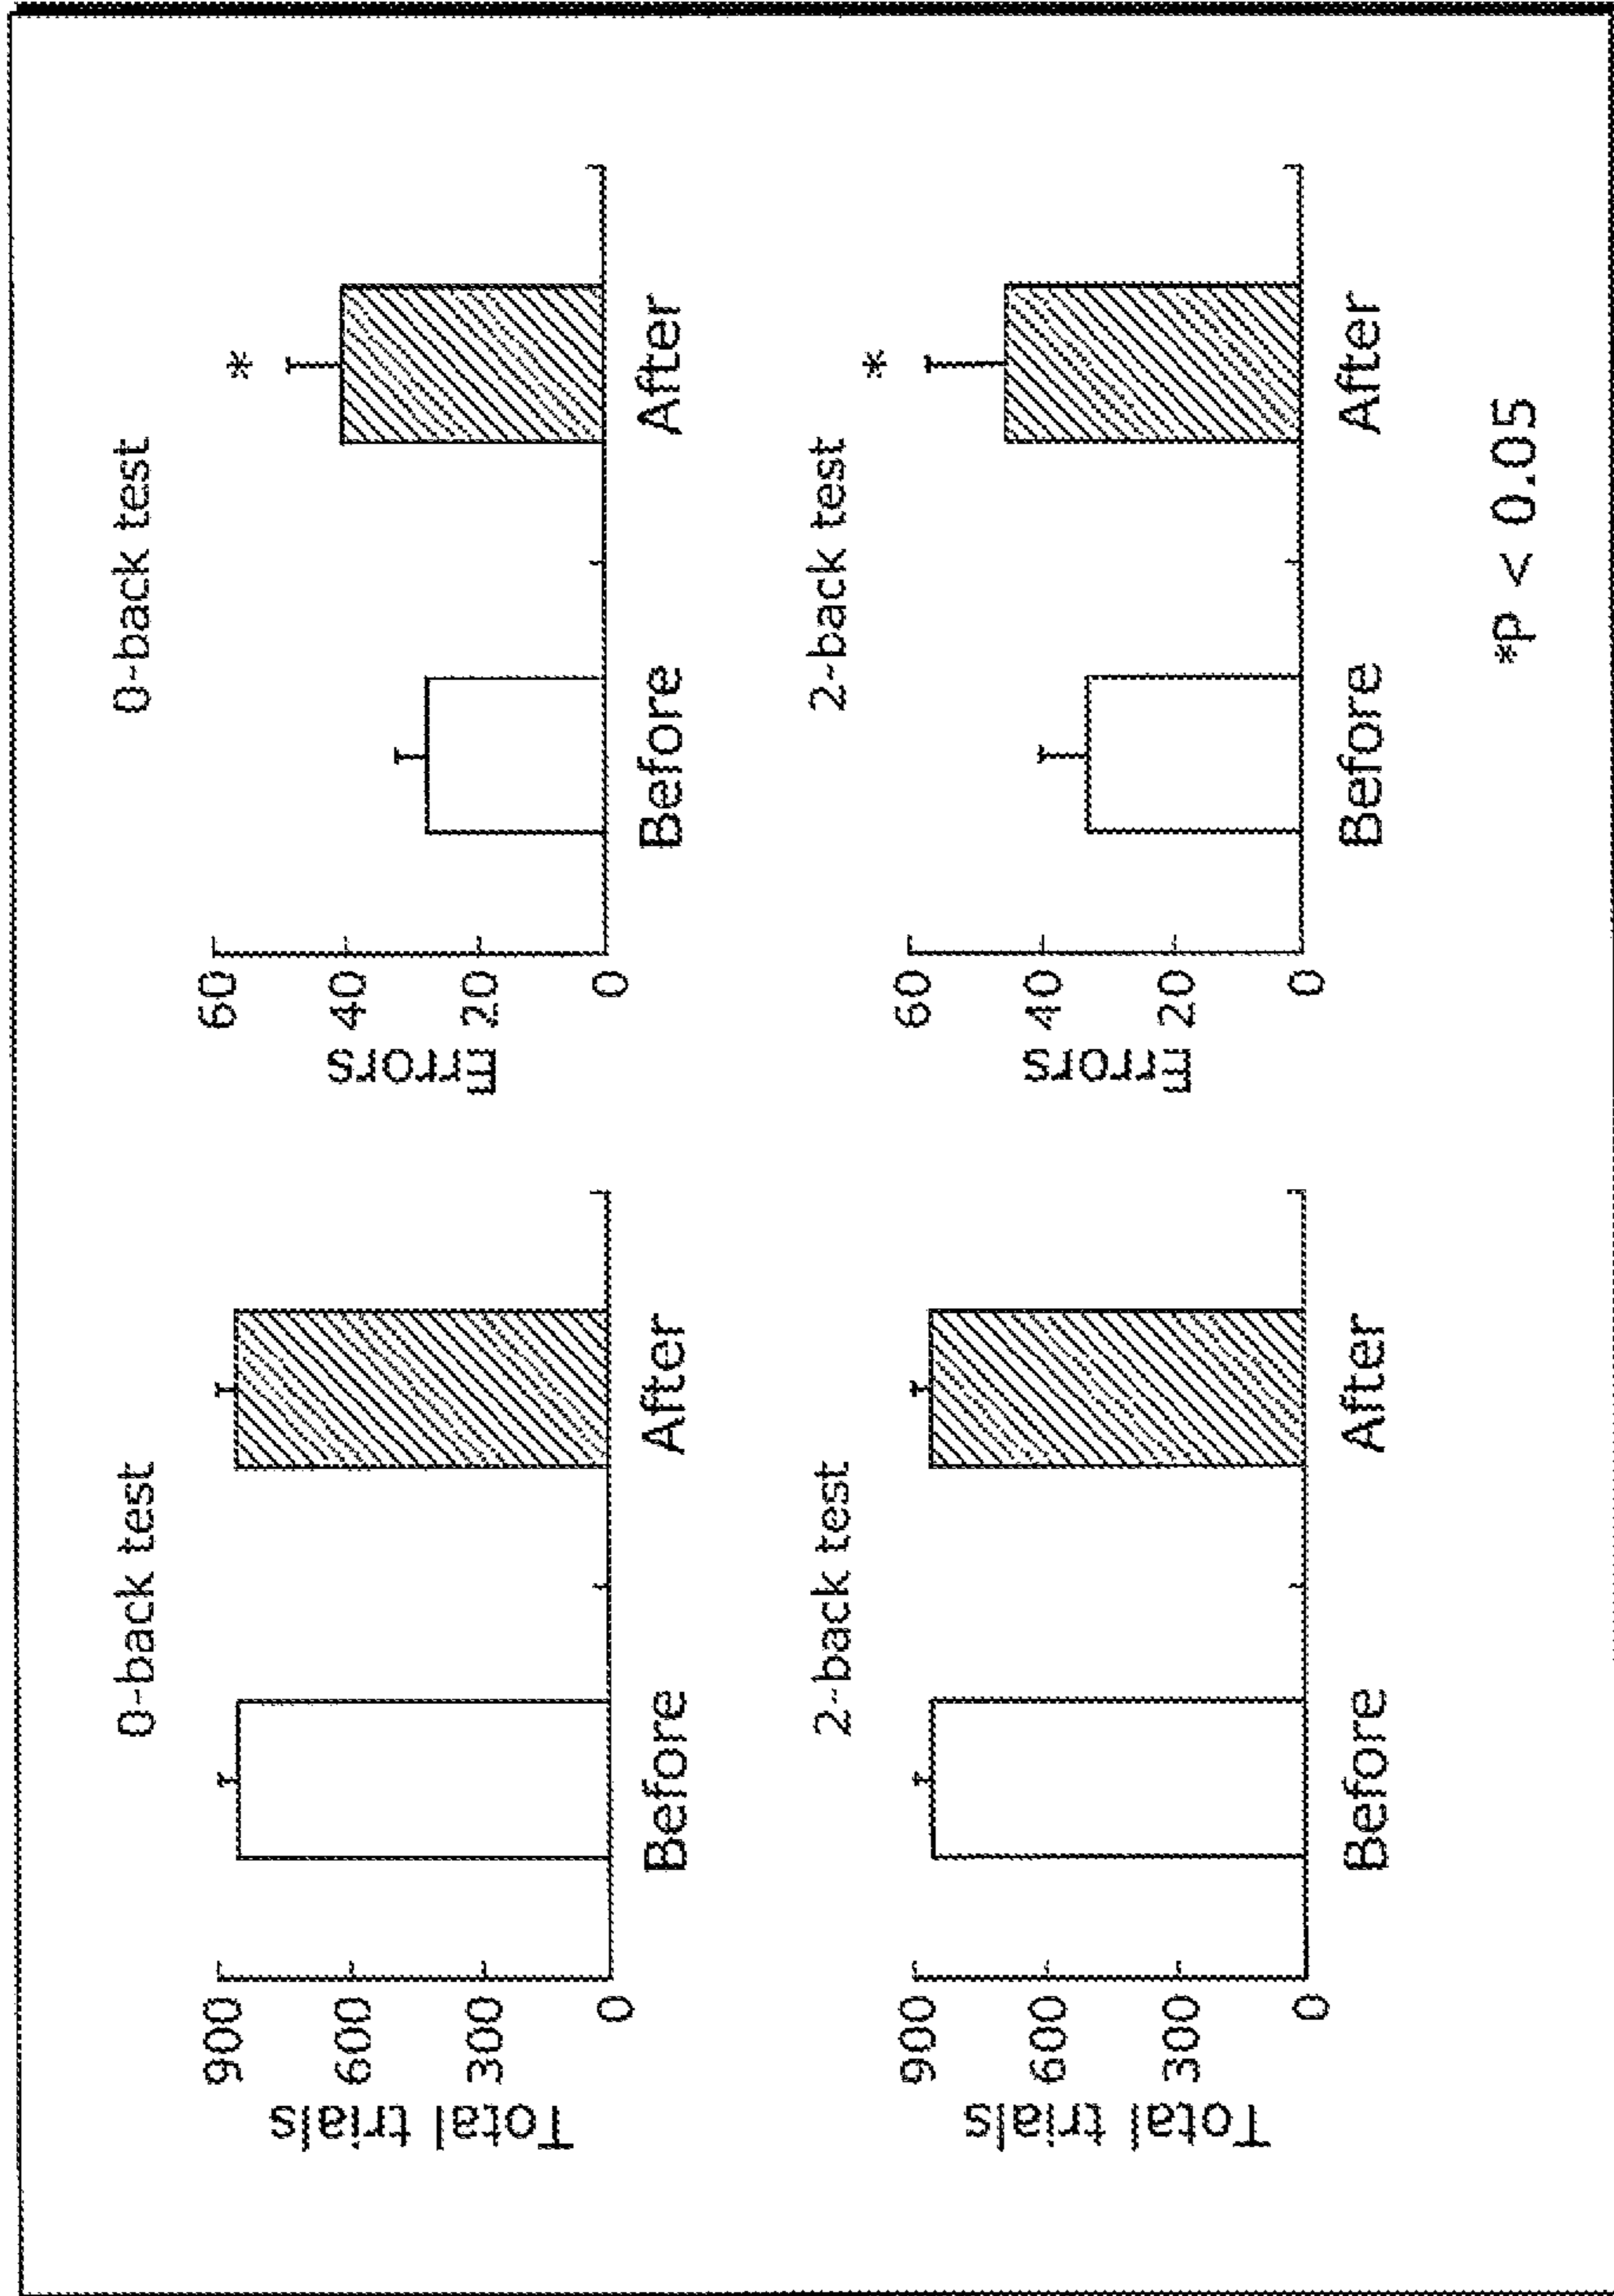 0-back test
Total trials
900
600
300
0
Before After
0-back test
Errors
60
40
20
0
*
Before After
2-back test
Total trials
900
600
300
0
Before After
2-back test
Errors
60
40
20
0
*
Before After
*P < 0.05